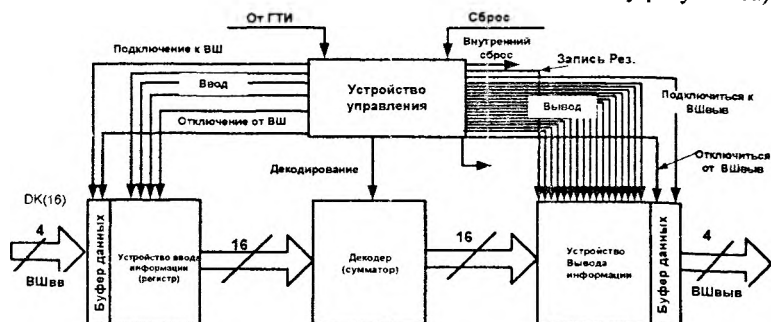 От ГТИ
Сброс
Подключение к ВШ
Внутренний
сброс
Запись Рез.
Ввод
Устройство
управления
Вывод
Подключиться к
ВШвыв
Отключение от ВШ
Декодирование
Отключиться
от ВШвыв
DK(16)
4
ВШвв
Буфер данных
Устройство ввода
информации
(регистр)
16
Декодер
(сумматор)
16
Устройство
Вывода
информации
Буфер данных
4
ВШвыв